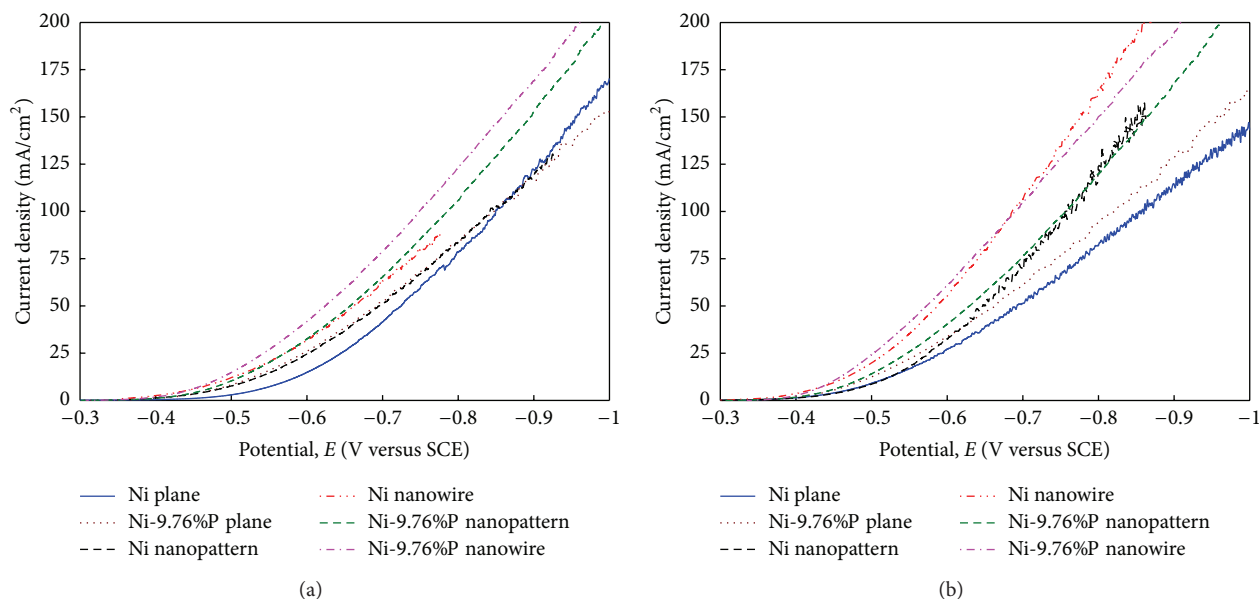 200
175
150
125
100
75
50
25
0
Current density (mA/cm²)
−0.3 −0.4 −0.5 −0.6 −0.7 −0.8 −0.9 −1
Potential, E (V versus SCE)
Ni plane
Ni-9.76%P plane
Ni nanopattern
Ni nanowire
Ni-9.76%P nanopattern
Ni-9.76%P nanowire
(a)
200
175
150
125
100
75
50
25
0
Current density (mA/cm²)
−0.3 −0.4 −0.5 −0.6 −0.7 −0.8 −0.9 −1
Potential, E (V versus SCE)
Ni plane
Ni-9.76%P plane
Ni nanopattern
Ni nanowire
Ni-9.76%P nanopattern
Ni-9.76%P nanowire
(b)